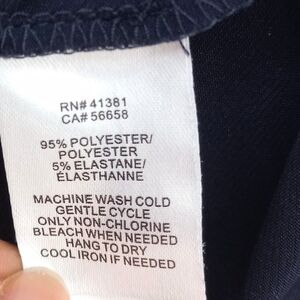 RN# 41381
CA# 56658
95% POLYESTER/
POLYESTER
5% ELASTANE/
ÉLASTHANNE
MACHINE WASH COLD
GENTLE CYCLE
ONLY NON-CHLORINE
BLEACH WHEN NEEDED
HANG TO DRY
COOL IRON IF NEEDED